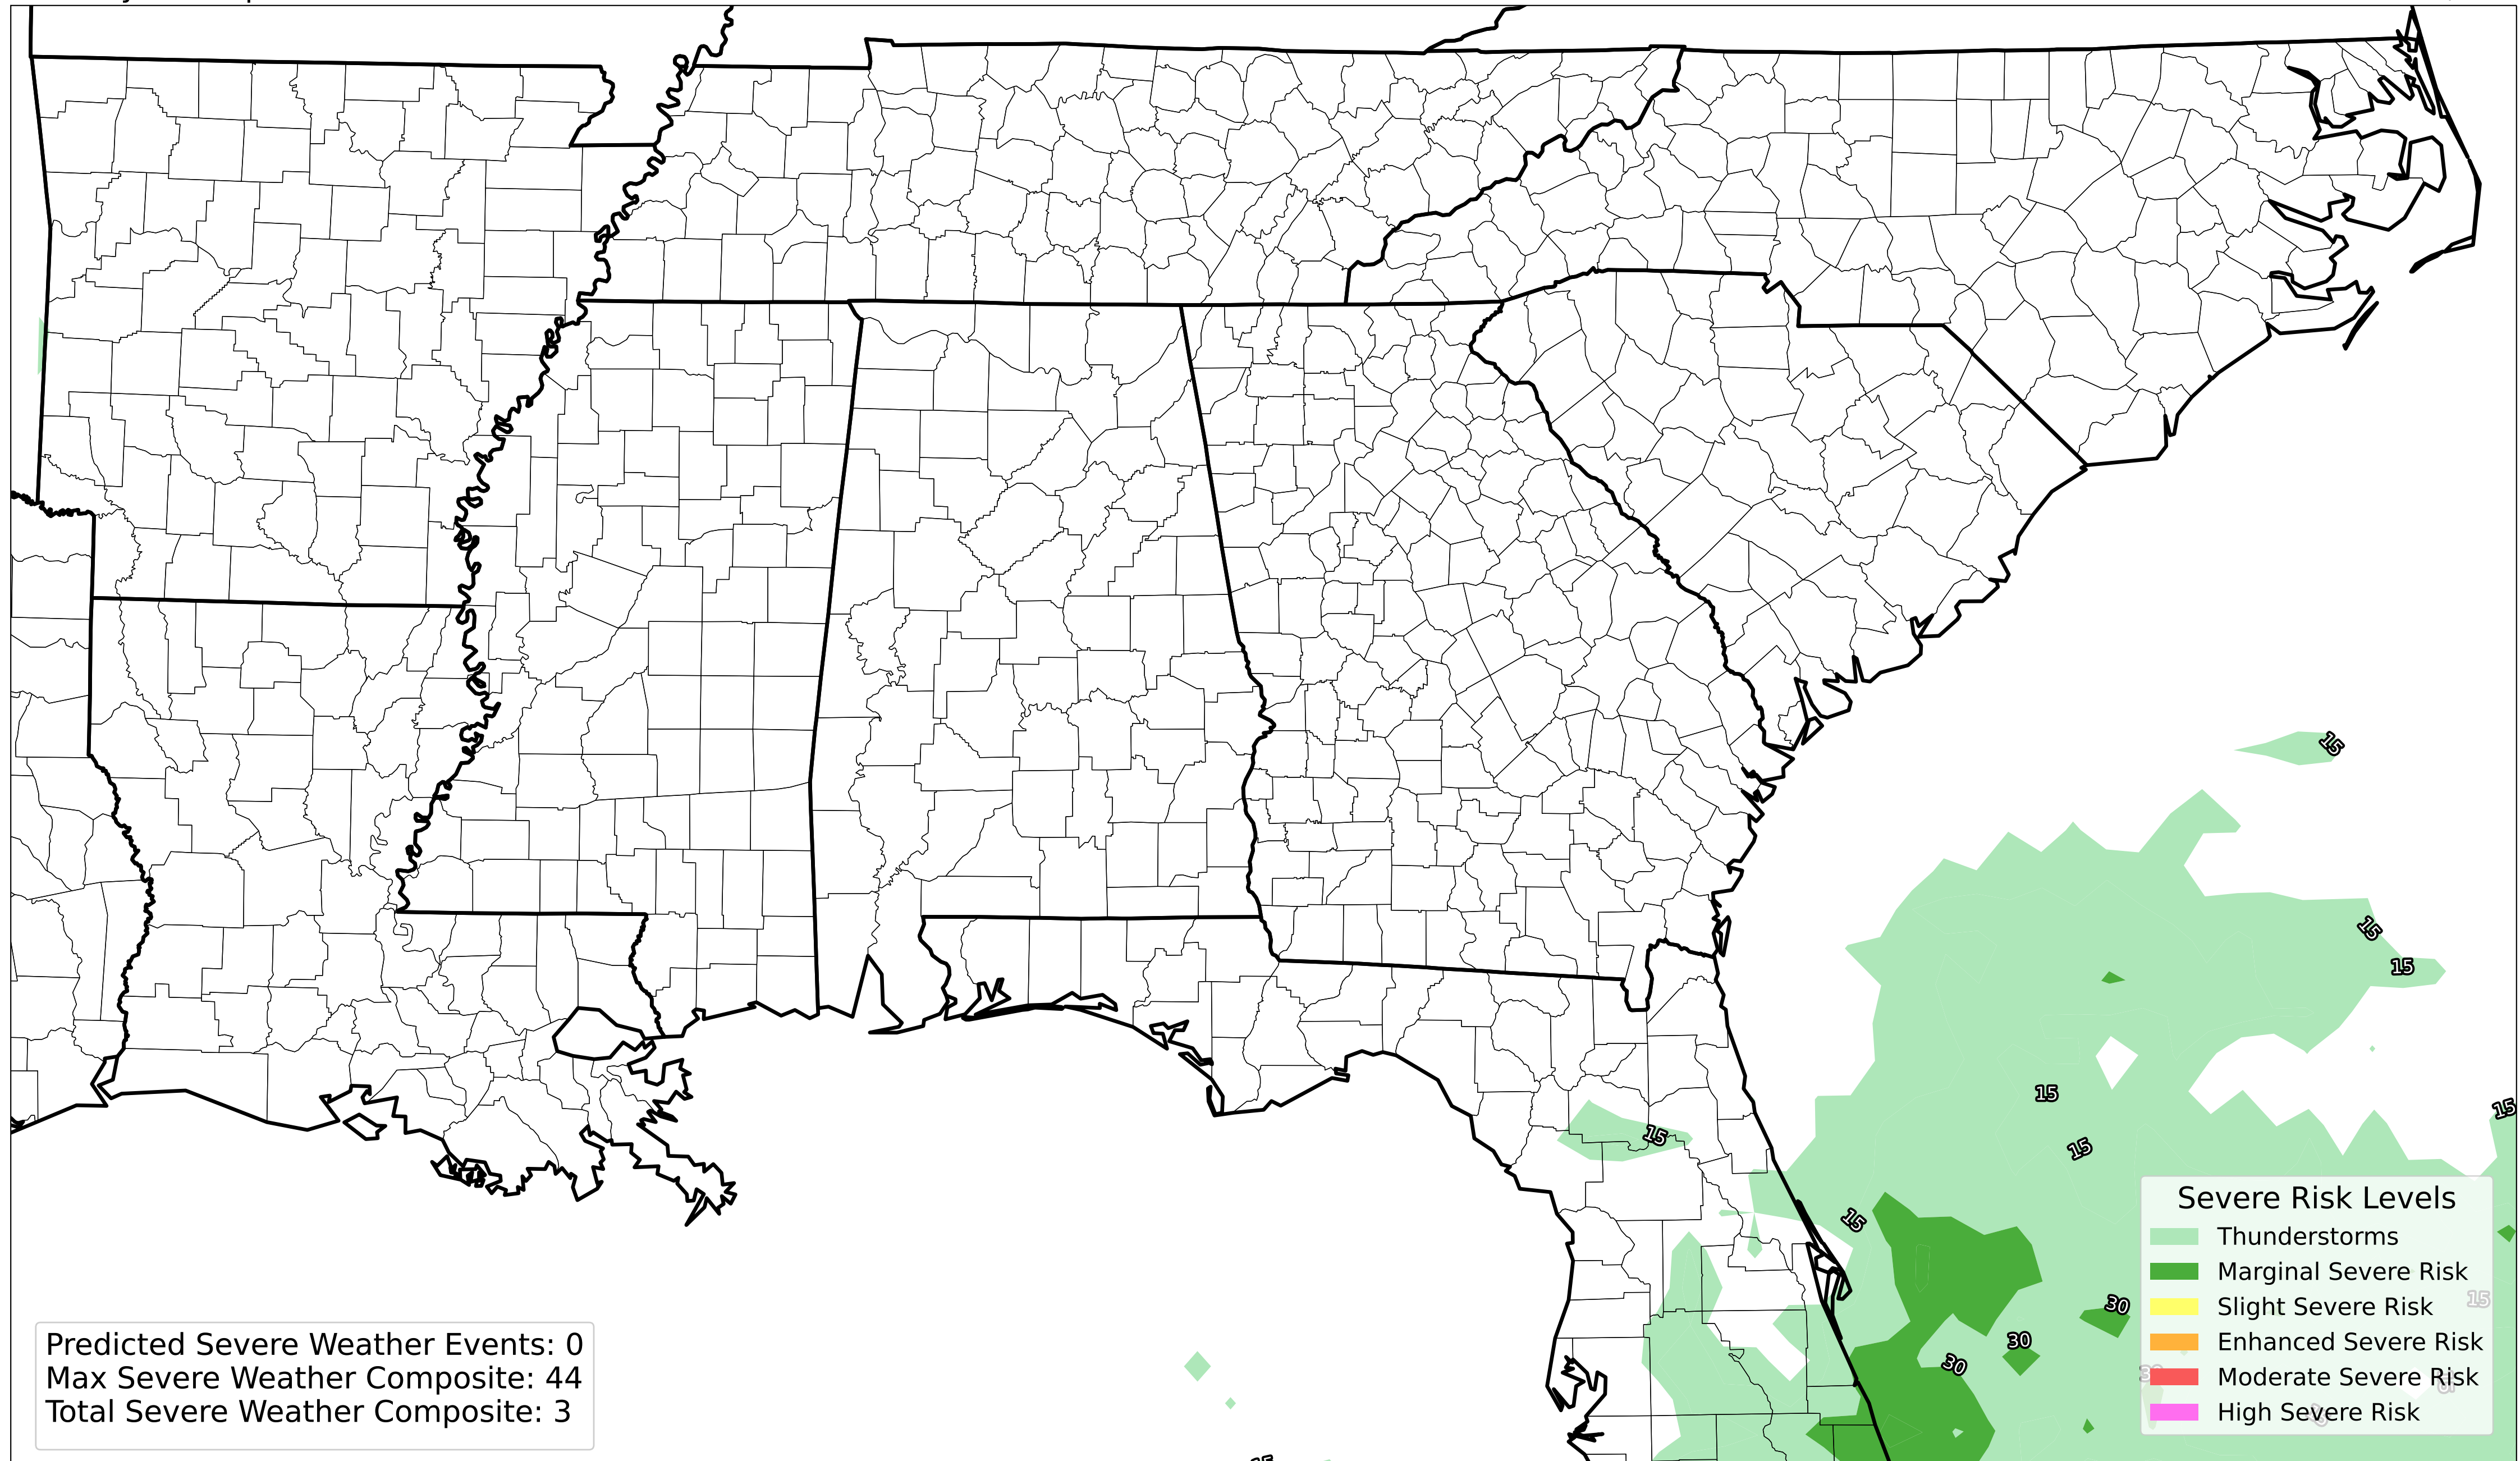 15
15
15
15
15
15
15
15
30
30
30
15
Severe Risk Levels
Thunderstorms
Marginal Severe Risk
Slight Severe Risk
Enhanced Severe Risk
Moderate Severe Risk
High Severe Risk
Predicted Severe Weather Events: 0
Max Severe Weather Composite: 44
Total Severe Weather Composite: 3